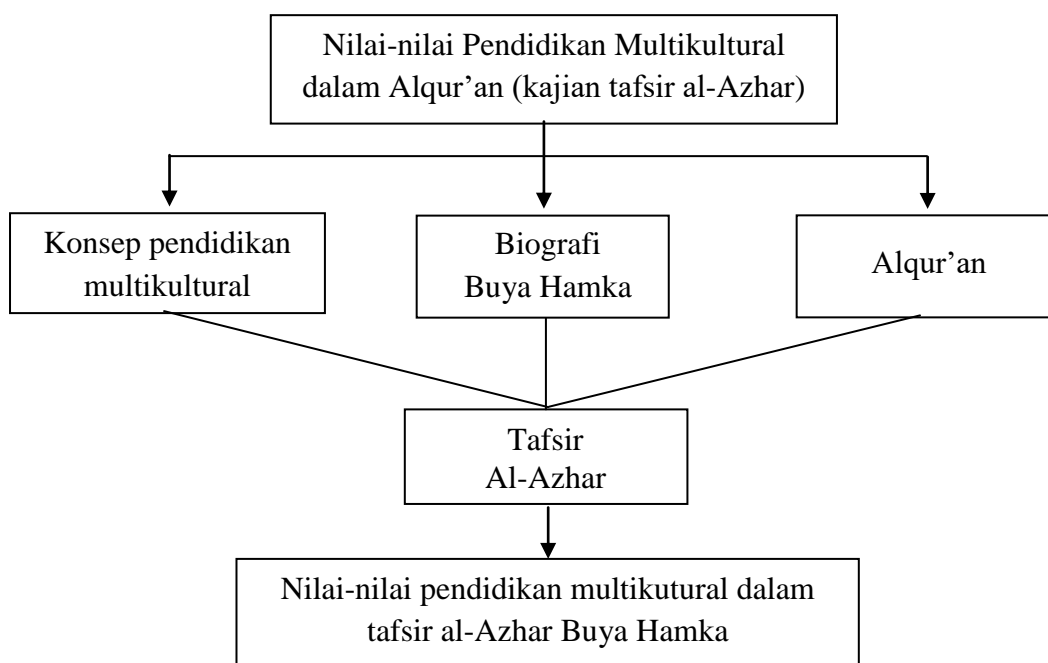 Nilai-nilai Pendidikan Multikultural
dalam Alqur’an (kajian tafsir al-Azhar)
Konsep pendidikan
multikultural
Biografi
Buya Hamka
Alqur’an
Tafsir
Al-Azhar
Nilai-nilai pendidikan multikutural dalam
tafsir al-Azhar Buya Hamka